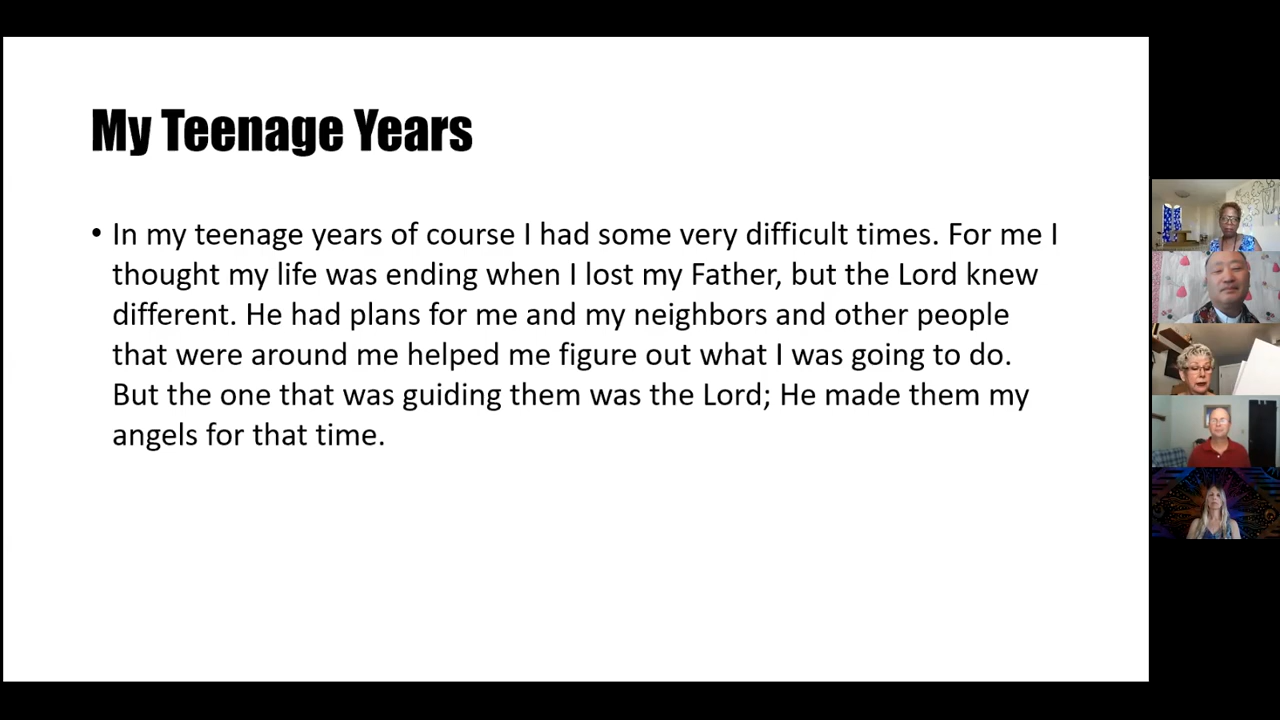 My Teenage Years
• In my teenage years of course I had some very difficult times. For me I
thought my life was ending when I lost my Father, but the Lord knew
different. He had plans for me and my neighbors and other people
that were around me helped me figure out what I was going to do.
But the one that was guiding them was the Lord; He made them my
angels for that time.